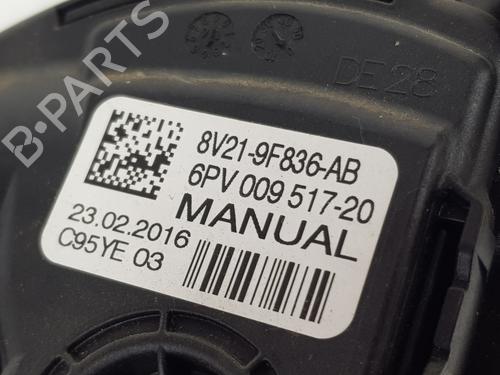 B-PARTS
DE28
8V21-9F836-AB
6PV 009 517-20
MANUAL
23.02.2016
C95YE 03